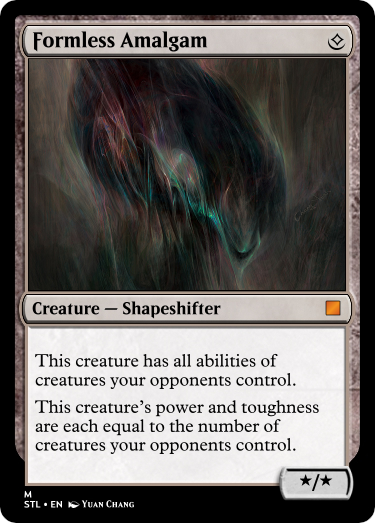 Formless Amalgam
Creature — Shapeshifter
This creature has all abilities of
creatures your opponents control.
This creature's power and toughness
are each equal to the number of
creatures your opponents control.
★/★
M
STL • EN Yuan Chang